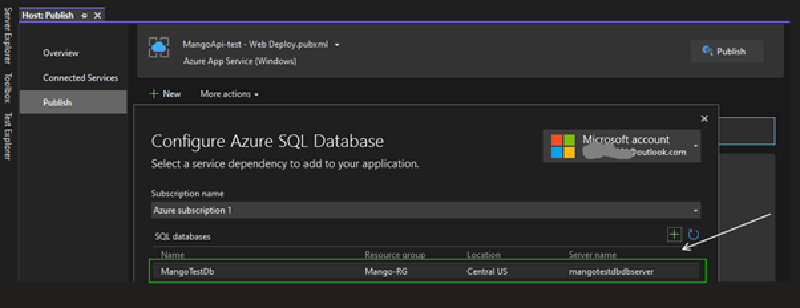 Host: Publish
Server Explorer
Toolbox
Test Explorer
Overview
Connected Services
Publish
MangoApi-test - Web Deploy.pubxml
Azure App Service (Windows)
Publish
New
More actions
Configure Azure SQL Database
Select a service dependency to add to your application.
Microsoft account
@outlook.com
Subscription name
Azure subscription 1
SQL databases
Name Resource group Location Server name
MangoTestDb Mango-RG Central US mangotestdbdbserver